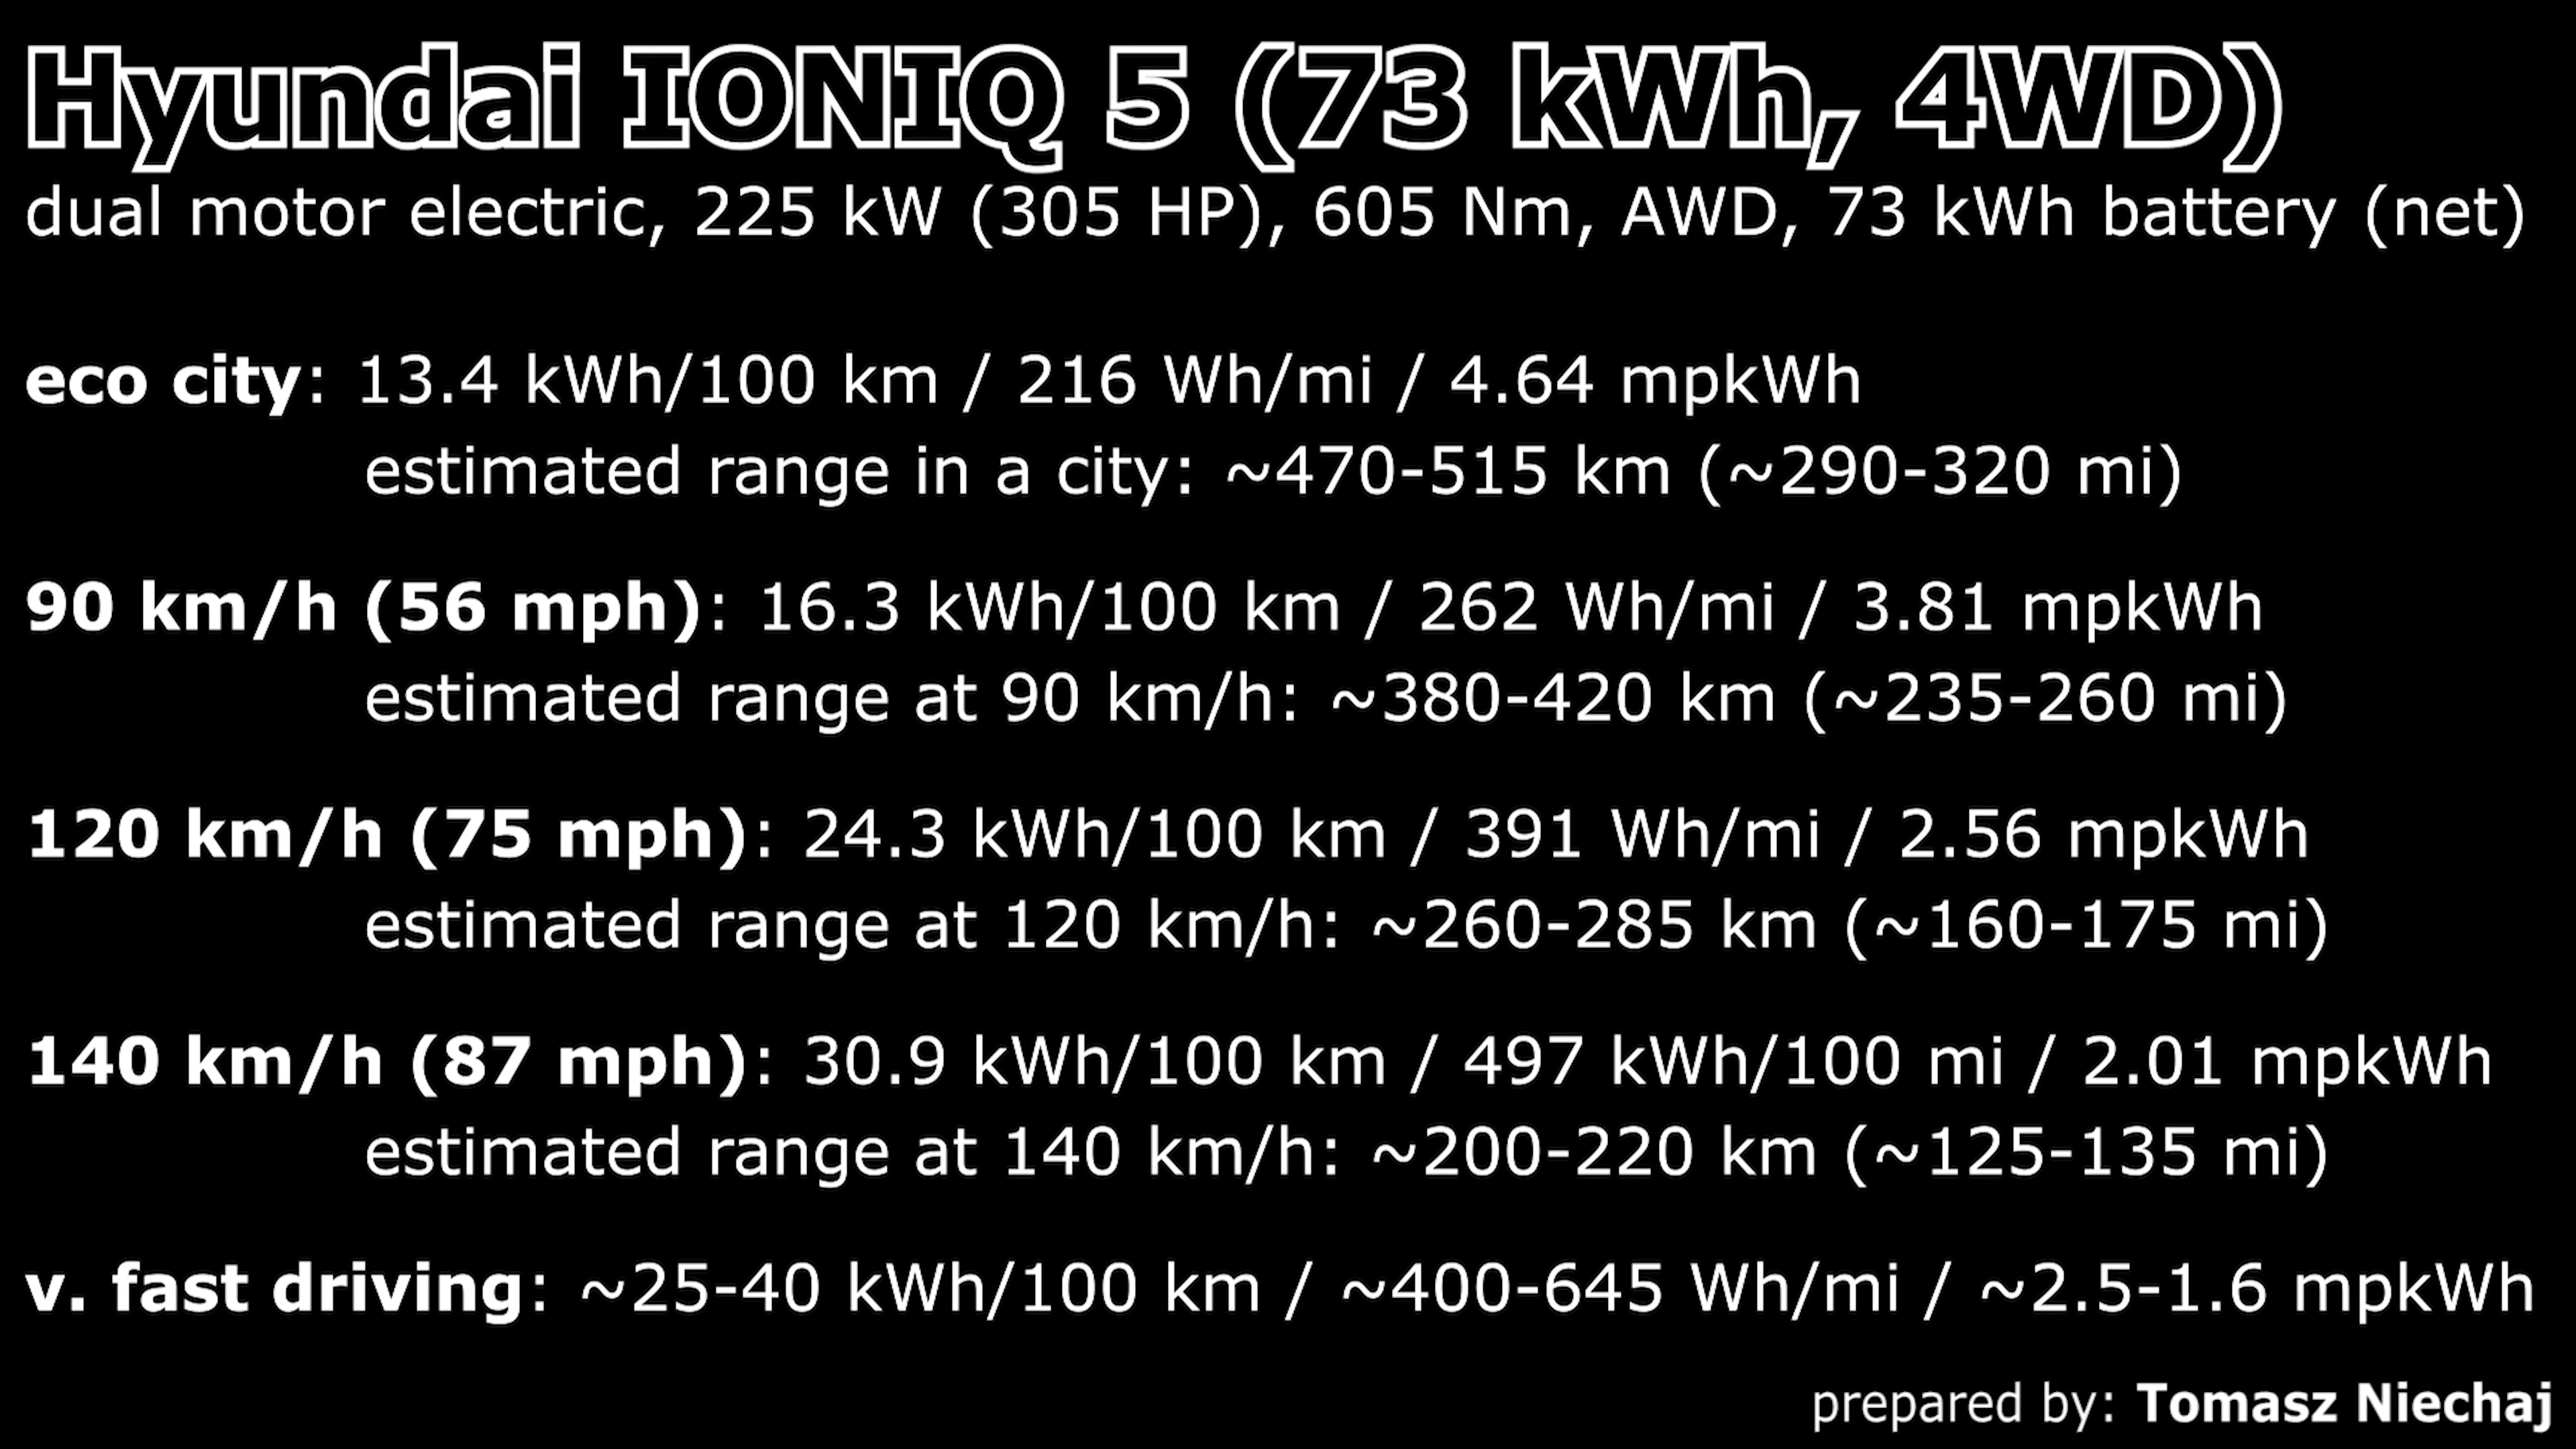 Hyundai IONIQ 5 (73 kWh, 4WD)
dual motor electric, 225 kW (305 HP), 605 Nm, AWD, 73 kWh battery (net)
eco city: 13.4 kWh/100 km / 216 Wh/mi / 4.64 mpkWh
estimated range in a city: ~470-515 km (~290-320 mi)
90 km/h (56 mph): 16.3 kWh/100 km / 262 Wh/mi / 3.81 mpkWh
estimated range at 90 km/h: ~380-420 km (~235-260 mi)
120 km/h (75 mph): 24.3 kWh/100 km / 391 Wh/mi / 2.56 mpkWh
estimated range at 120 km/h: ~260-285 km (~160-175 mi)
140 km/h (87 mph): 30.9 kWh/100 km / 497 kWh/100 mi / 2.01 mpkWh
estimated range at 140 km/h: ~200-220 km (~125-135 mi)
v. fast driving: ~25-40 kWh/100 km / ~400-645 Wh/mi / ~2.5-1.6 mpkWh
prepared by: Tomasz Niechaj